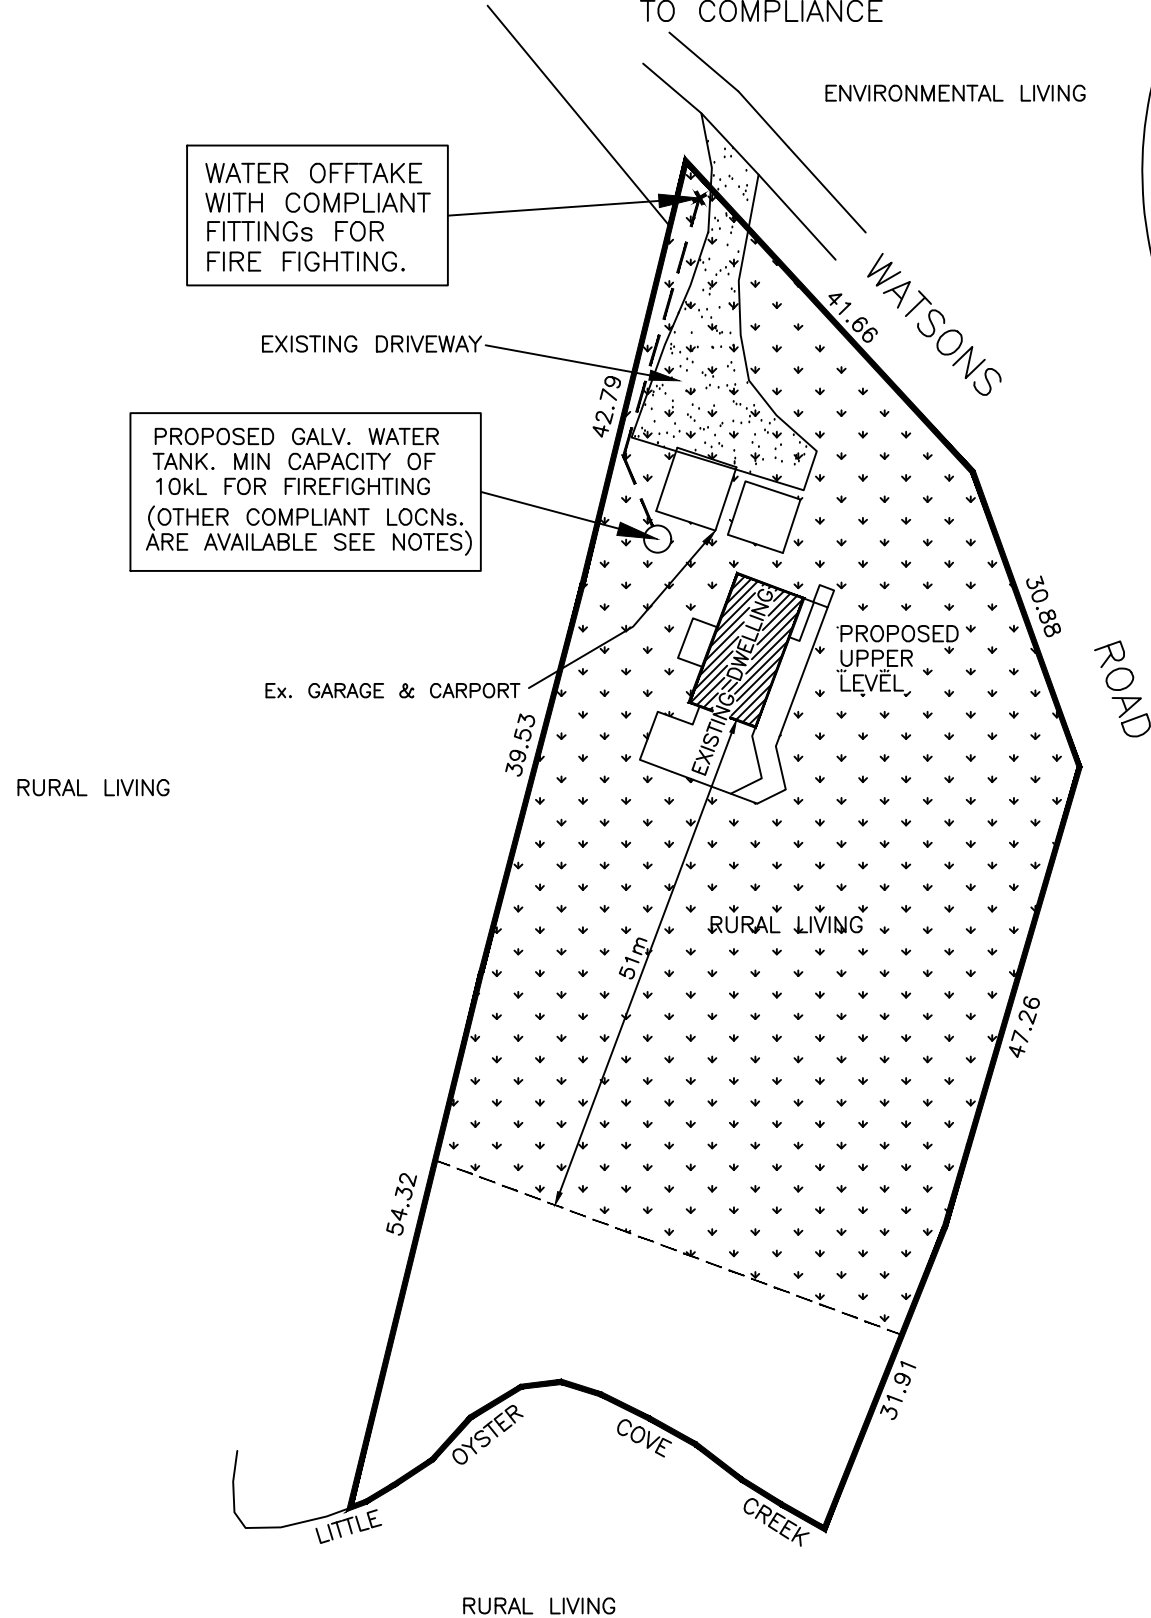 TO COMPLIANCE
ENVIRONMENTAL LIVING
WATER OFFTAKE
WITH COMPLIANT
FITTINGs FOR
FIRE FIGHTING.
WATSONS
41.66
EXISTING DRIVEWAY
42.79
PROPOSED GALV. WATER
TANK. MIN CAPACITY OF
10kL FOR FIREFIGHTING
(OTHER COMPLIANT LOCNs.
ARE AVAILABLE SEE NOTES)
30.88
EXISTING DWELLING
PROPOSED
UPPER
LEVEL
ROAD
Ex. GARAGE & CARPORT
39.53
RURAL LIVING
RURAL LIVING
51m
47.26
54.32
31.91
OYSTER
COVE
LITTLE
CREEK
RURAL LIVING